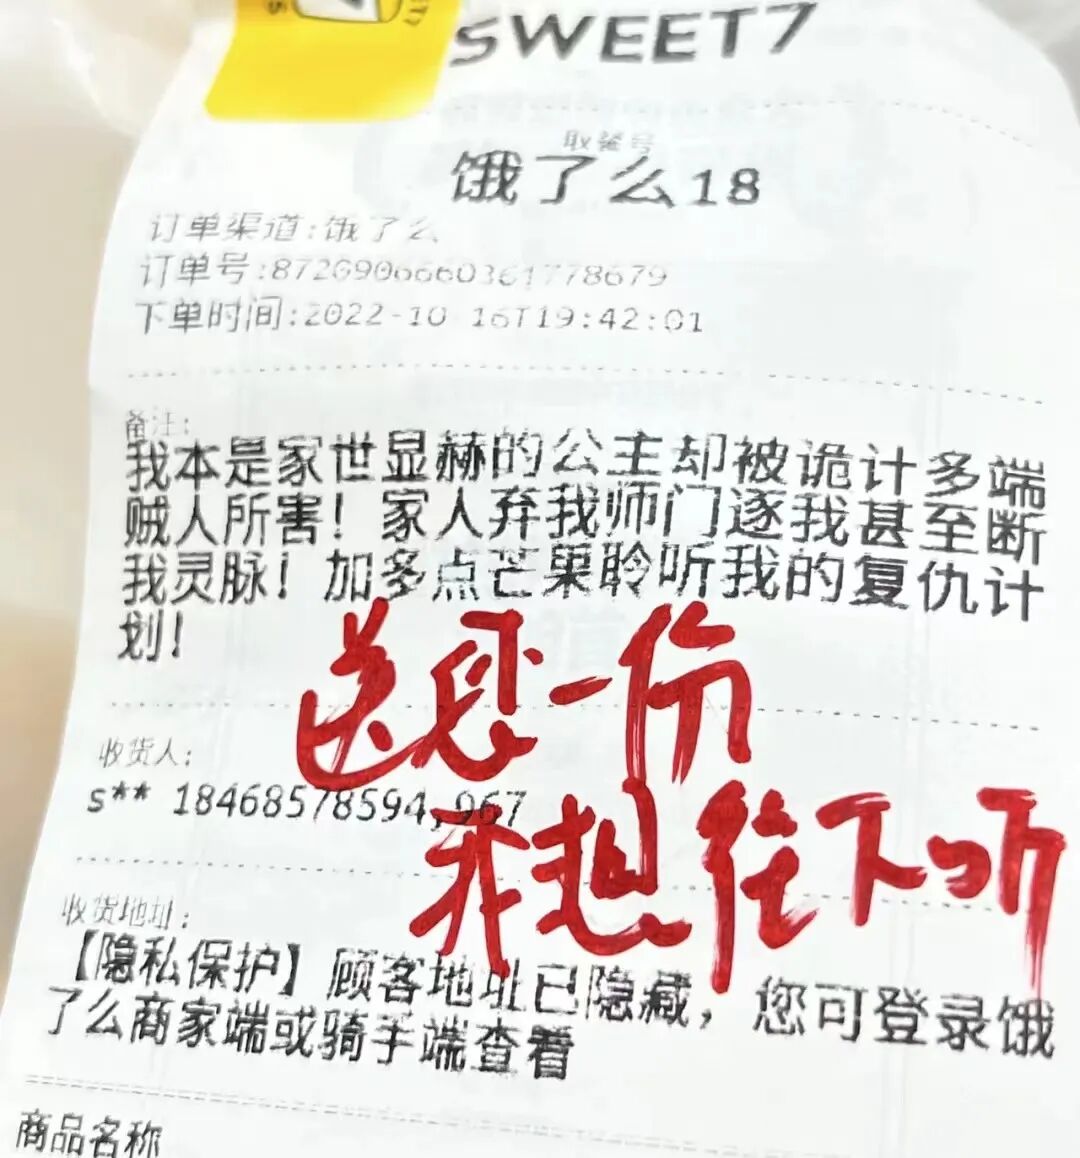 SWEET7
取餐号
饿了么18
订单渠道:饿了么
订单号:8726906660361778679
下单时间:2022-10-16T19:42:01
备注:
我本是家世显赫的公主却被诡计多端
贼人所害！家人弃我师门逐我甚至断
我灵脉！加多点芒果聆听我的复仇计
划！
送您一份
我想往下听
收货人:
s** 18468578594,967
收货地址:
【隐私保护】顾客地址已隐藏，您可登录饿
了么商家端或骑手端查看
商品名称